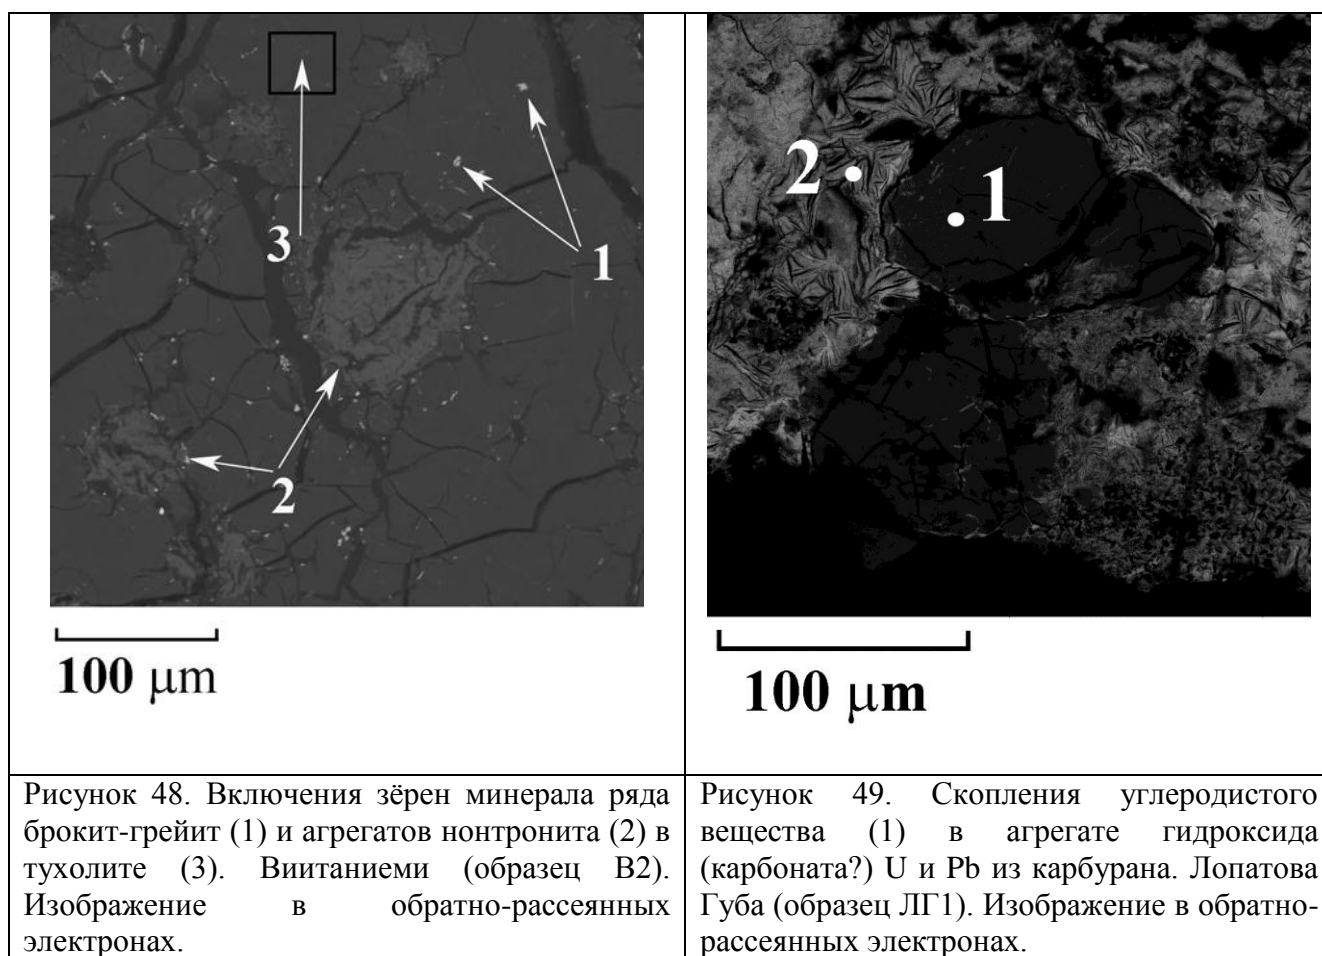 3
1
2
100 μm
2
1
100 μm
Рисунок 48. Включения зёрен минерала ряда
брокит-грейит (1) и агрегатов нонтронита (2) в
тухолите (3). Виитаниеми (образец В2).
Изображение в обратно-рассеянных
электронах.
Рисунок 49. Скопления углеродистого
вещества (1) в агрегате гидроксида
(карбоната?) U и Pb из карбурана. Лопатова
Губа (образец ЛГ1). Изображение в обратно-
рассеянных электронах.